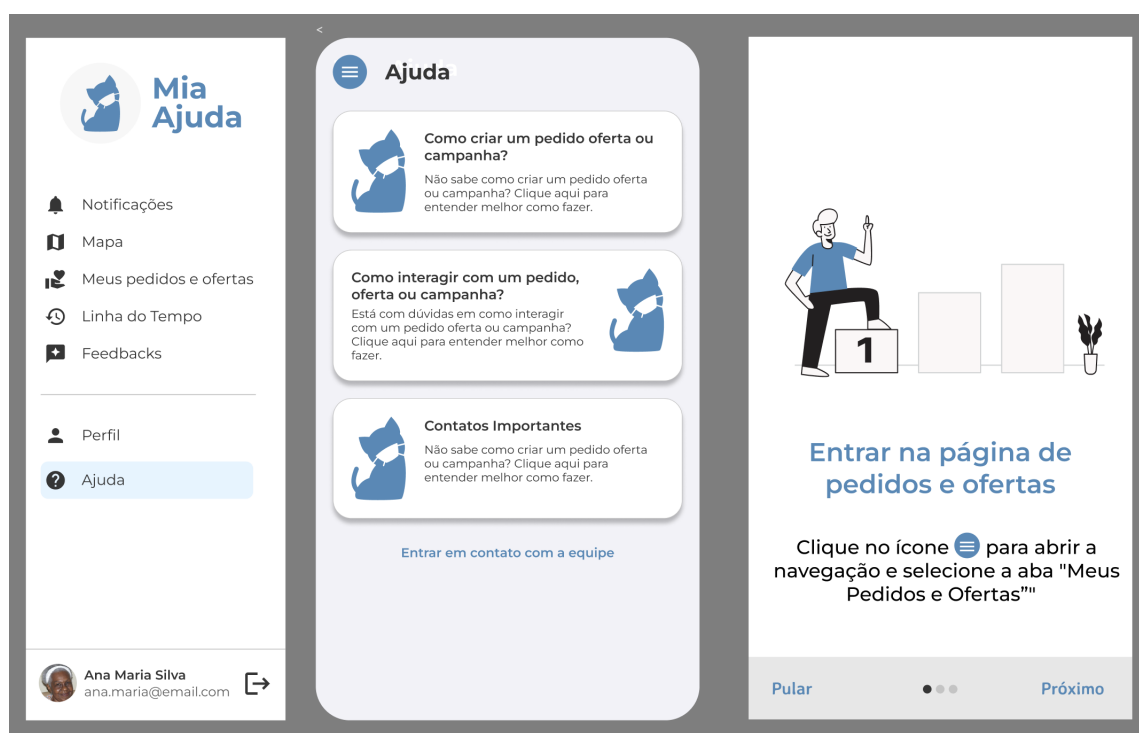 Mia
Ajuda
Notificações
Mapa
Meus pedidos e ofertas
Linha do Tempo
Feedbacks
Perfil
Ajuda
Ana Maria Silva
ana.maria@email.com
<
Ajuda
Como criar um pedido oferta ou
campanha?
Não sabe como criar um pedido oferta
ou campanha? Clique aqui para
entender melhor como fazer.
Como interagir com um pedido,
oferta ou campanha?
Está com dúvidas em como interagir
com um pedido oferta ou campanha?
Clique aqui para entender melhor como
fazer.
Contatos Importantes
Não sabe como criar um pedido oferta
ou campanha? Clique aqui para
entender melhor como fazer.
Entrar em contato com a equipe
1
Entrar na página de
pedidos e ofertas
Clique no ícone para abrir a
navegação e selecione a aba "Meus
Pedidos e Ofertas”"
Pular
Próximo